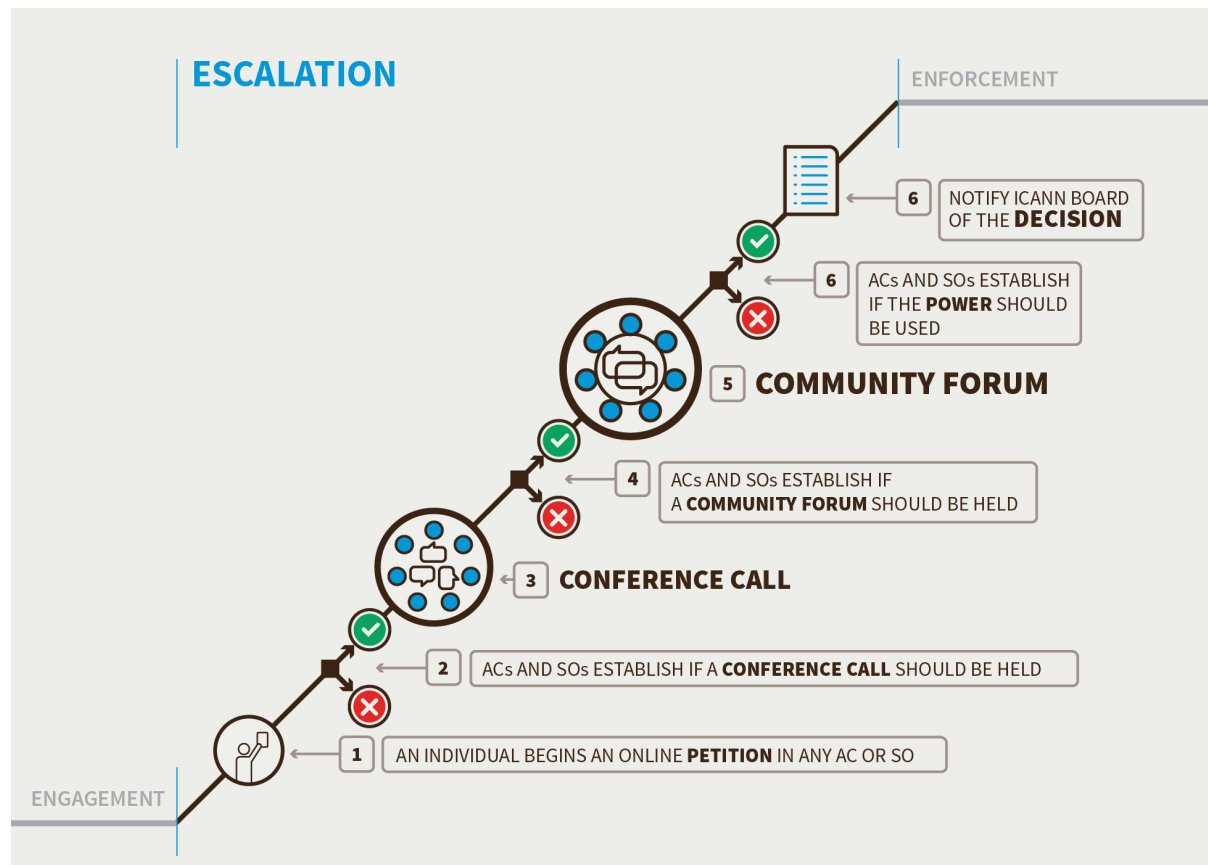 ESCALATION
ENFORCEMENT
6
NOTIFY ICANN BOARD
OF THE DECISION
6
ACs AND SOs ESTABLISH
IF THE POWER SHOULD
BE USED
5
COMMUNITY FORUM
4
ACs AND SOs ESTABLISH IF
A COMMUNITY FORUM SHOULD BE HELD
3
CONFERENCE CALL
2
ACs AND SOs ESTABLISH IF A CONFERENCE CALL SHOULD BE HELD
1
AN INDIVIDUAL BEGINS AN ONLINE PETITION IN ANY AC OR SO
ENGAGEMENT